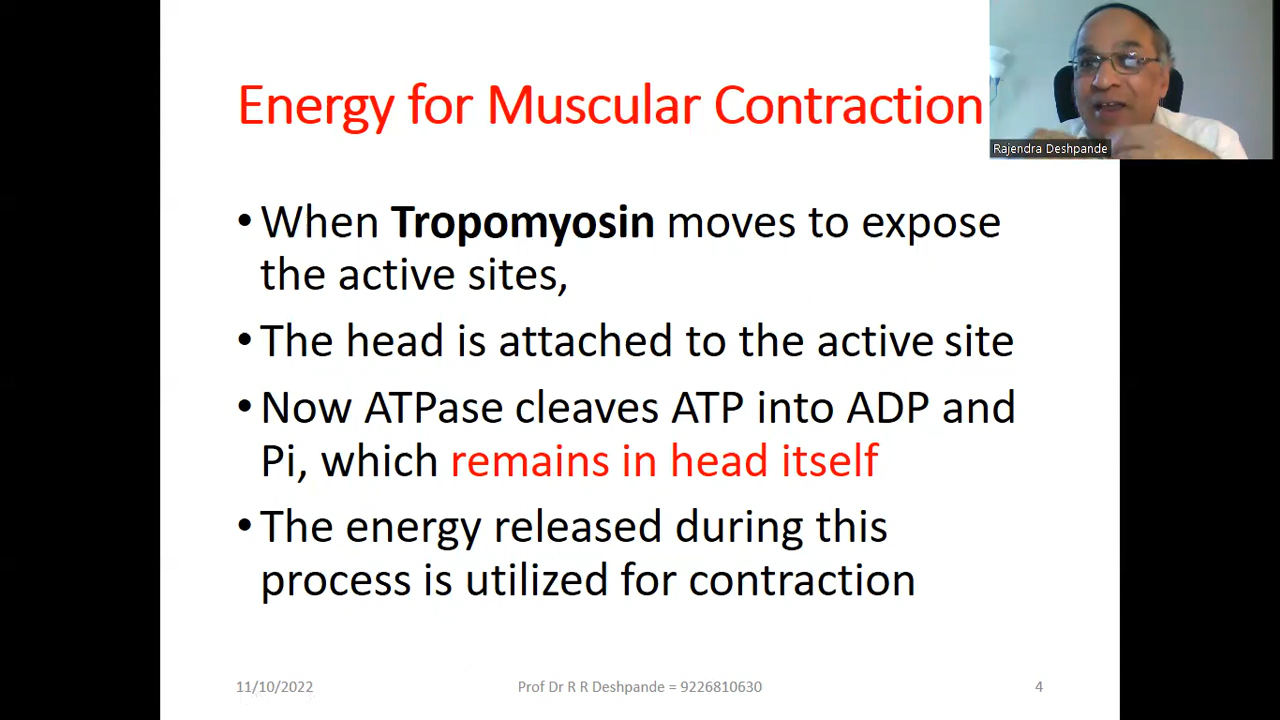 Energy for Muscular Contraction
Rajendra Deshpande
• When Tropomyosin moves to expose
the active sites,
• The head is attached to the active site
• Now ATPase cleaves ATP into ADP and
Pi, which remains in head itself
• The energy released during this
process is utilized for contraction
11/10/2022 Prof Dr R R Deshpande = 9226810630 4